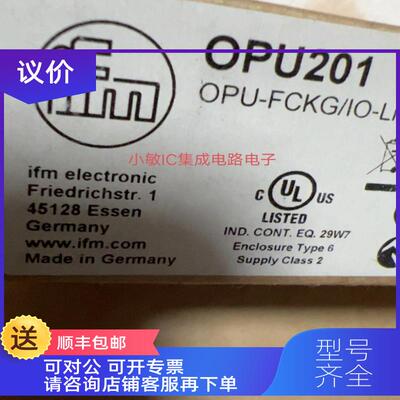 议价
ifm
OPU201
OPU-FCKG/IO-LI
小敏IC集成电路电子
ifm electronic
Friedrichstr. 1
45128 Essen
Germany
www.ifm.com
Made in Germany
C UL US
LISTED
IND. CONT. EQ. 29W7
Enclosure Type 6
Supply Class 2
送
顺丰包邮
可对公 可开专票
请咨询店铺客服再下单
型号
齐全